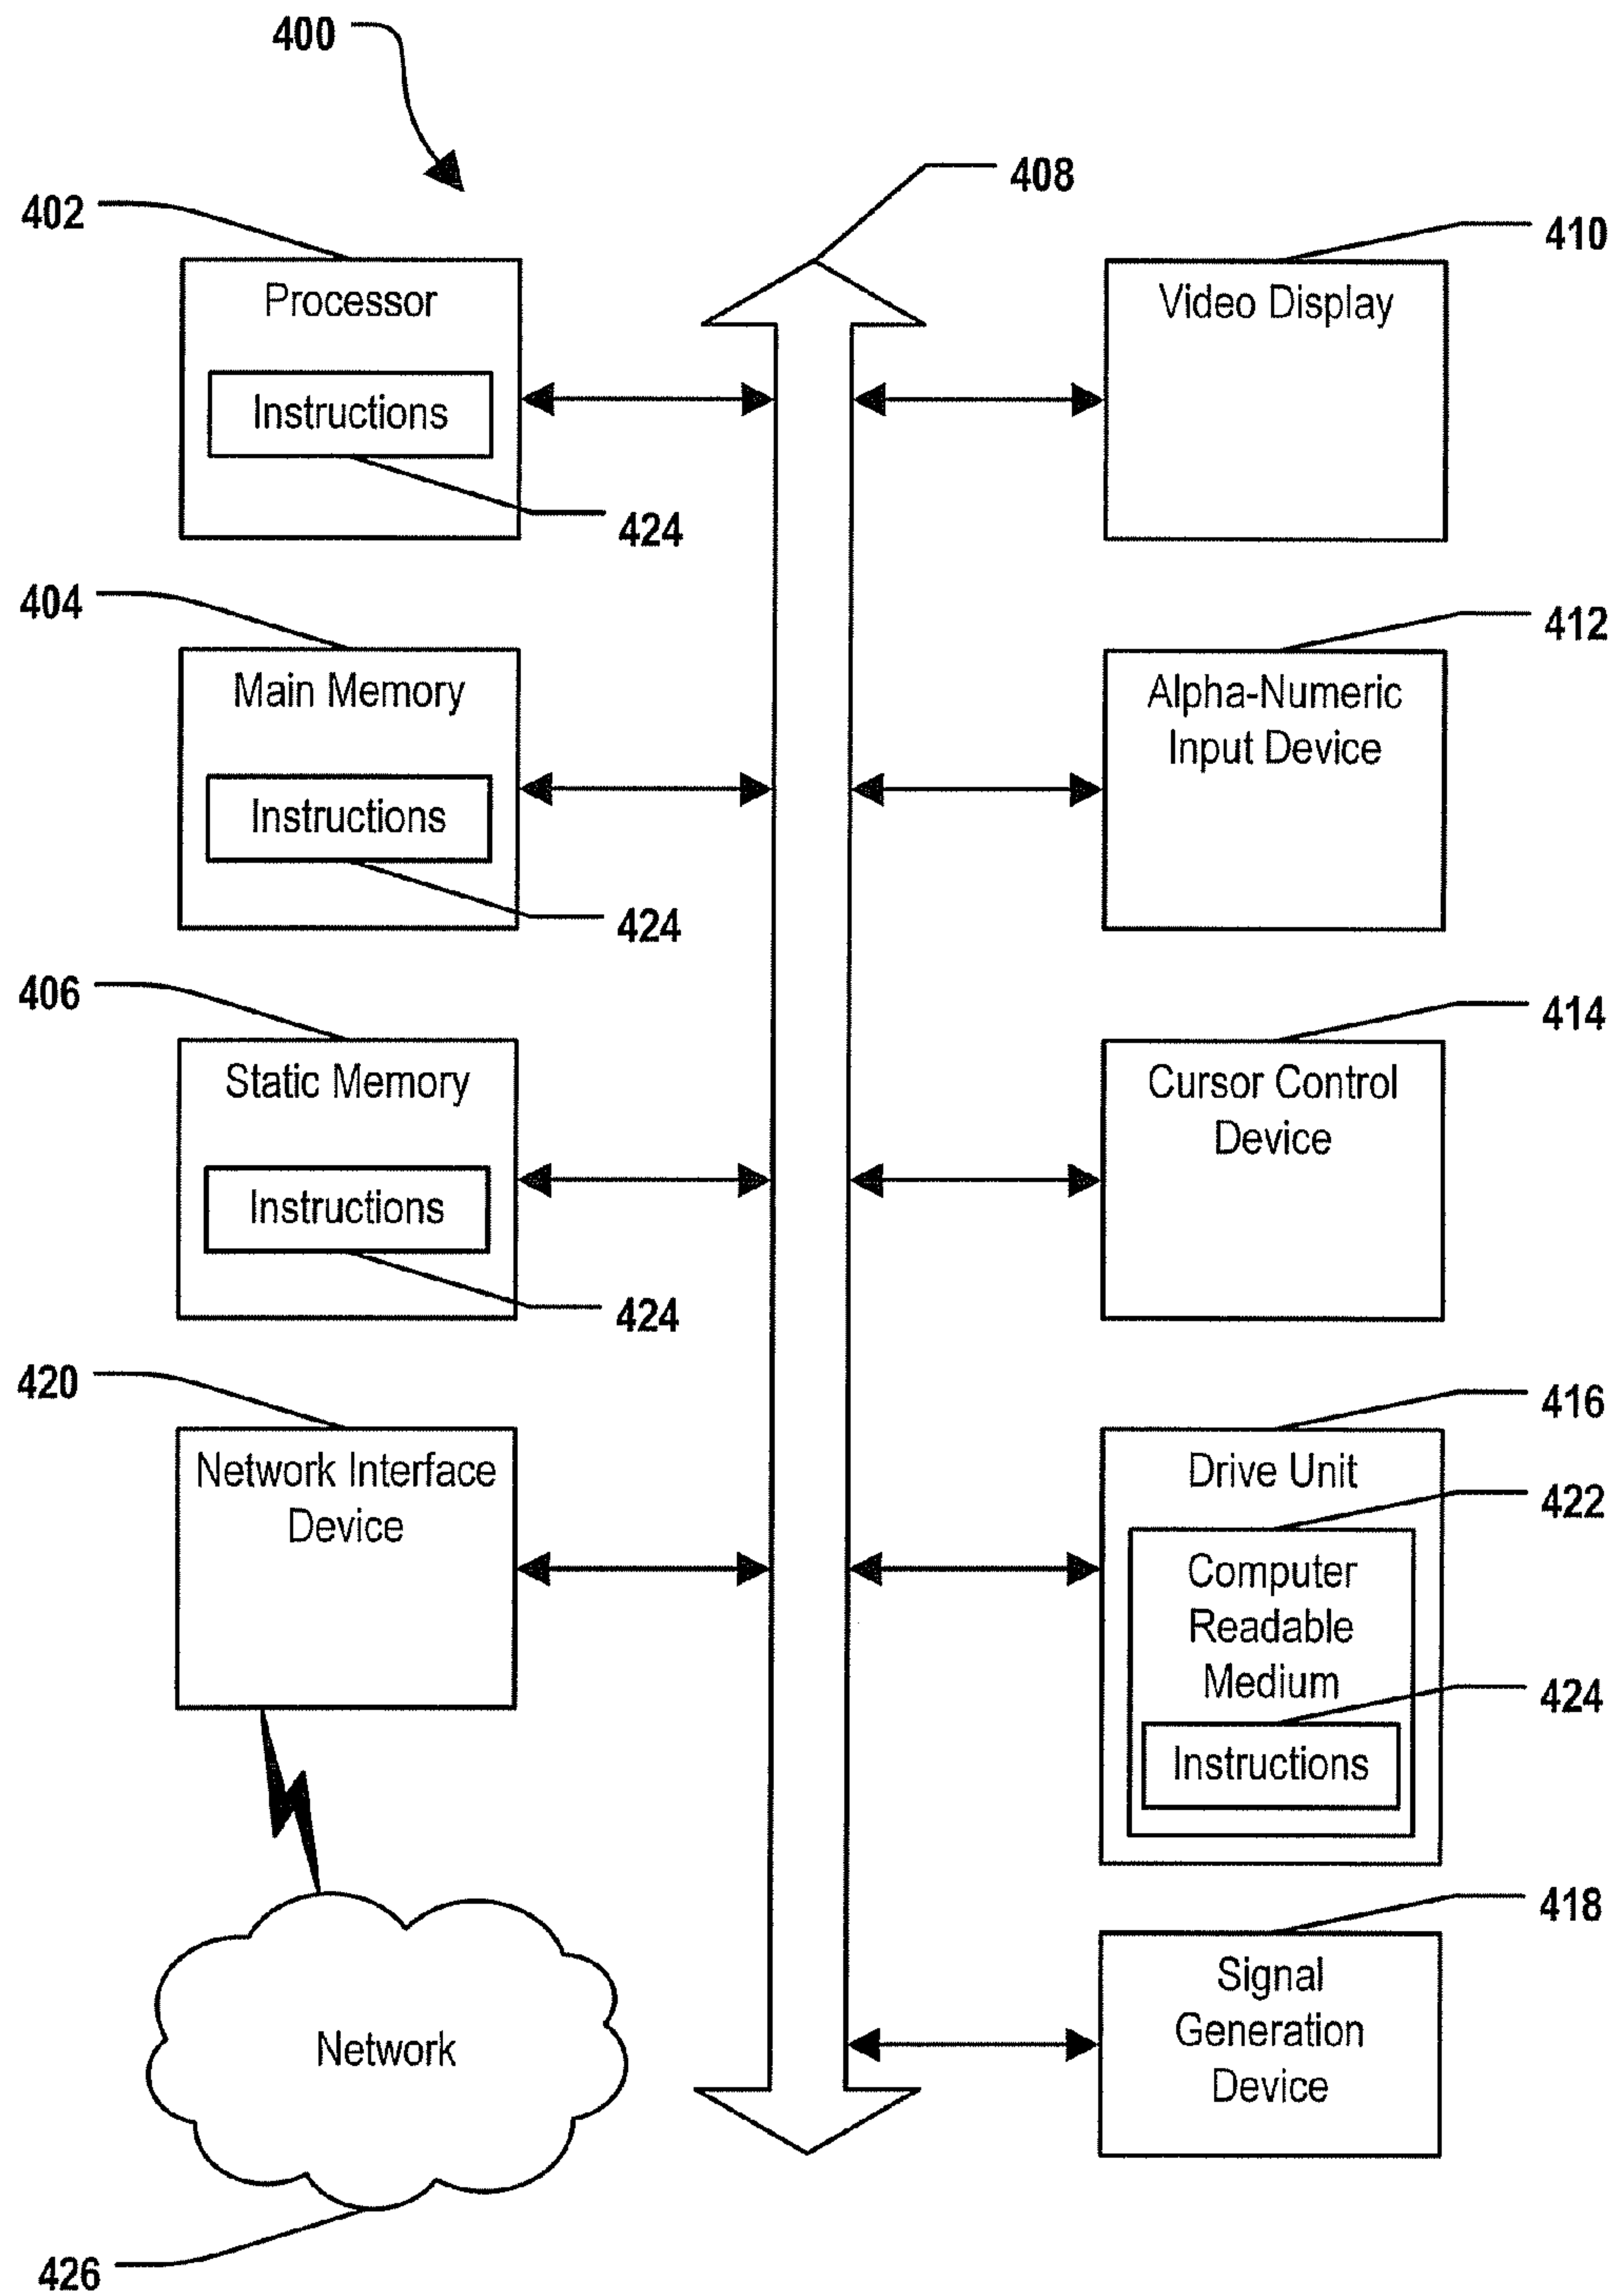 400
408
402
410
Processor
Video Display
Instructions
424
404
412
Main Memory
Alpha-Numeric
Input Device
Instructions
424
406
414
Static Memory
Cursor Control
Device
Instructions
424
420
416
Network Interface
Device
Drive Unit
422
Computer
Readable
Medium
424
Instructions
418
Signal
Generation
Device
Network
426